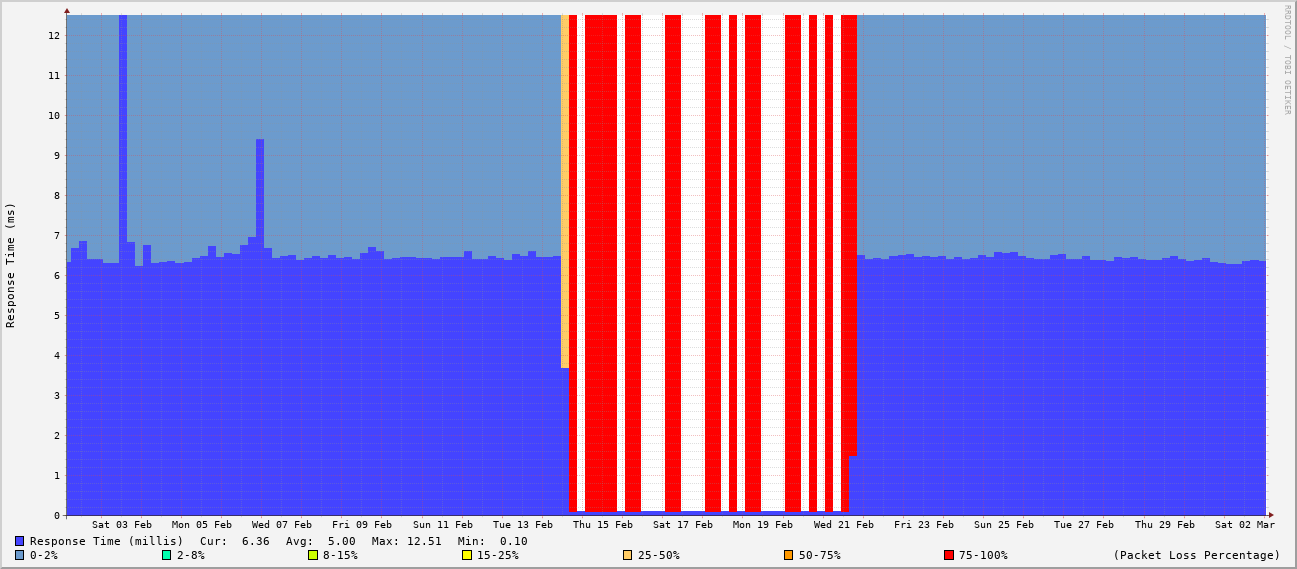 RRDTOOL / TOBI OETIKER
Response Time (ms)
12
11
10
9
8
7
6
5
4
3
2
1
0
Sat 03 Feb Mon 05 Feb Wed 07 Feb Fri 09 Feb Sun 11 Feb Tue 13 Feb Thu 15 Feb Sat 17 Feb Mon 19 Feb Wed 21 Feb Fri 23 Feb Sun 25 Feb Tue 27 Feb Thu 29 Feb Sat 02 Mar
Response Time (millis) Cur: 6.36 Avg: 5.00 Max: 12.51 Min: 0.10
0-2% 2-8% 8-15% 15-25% 25-50% 50-75% 75-100% (Packet Loss Percentage)